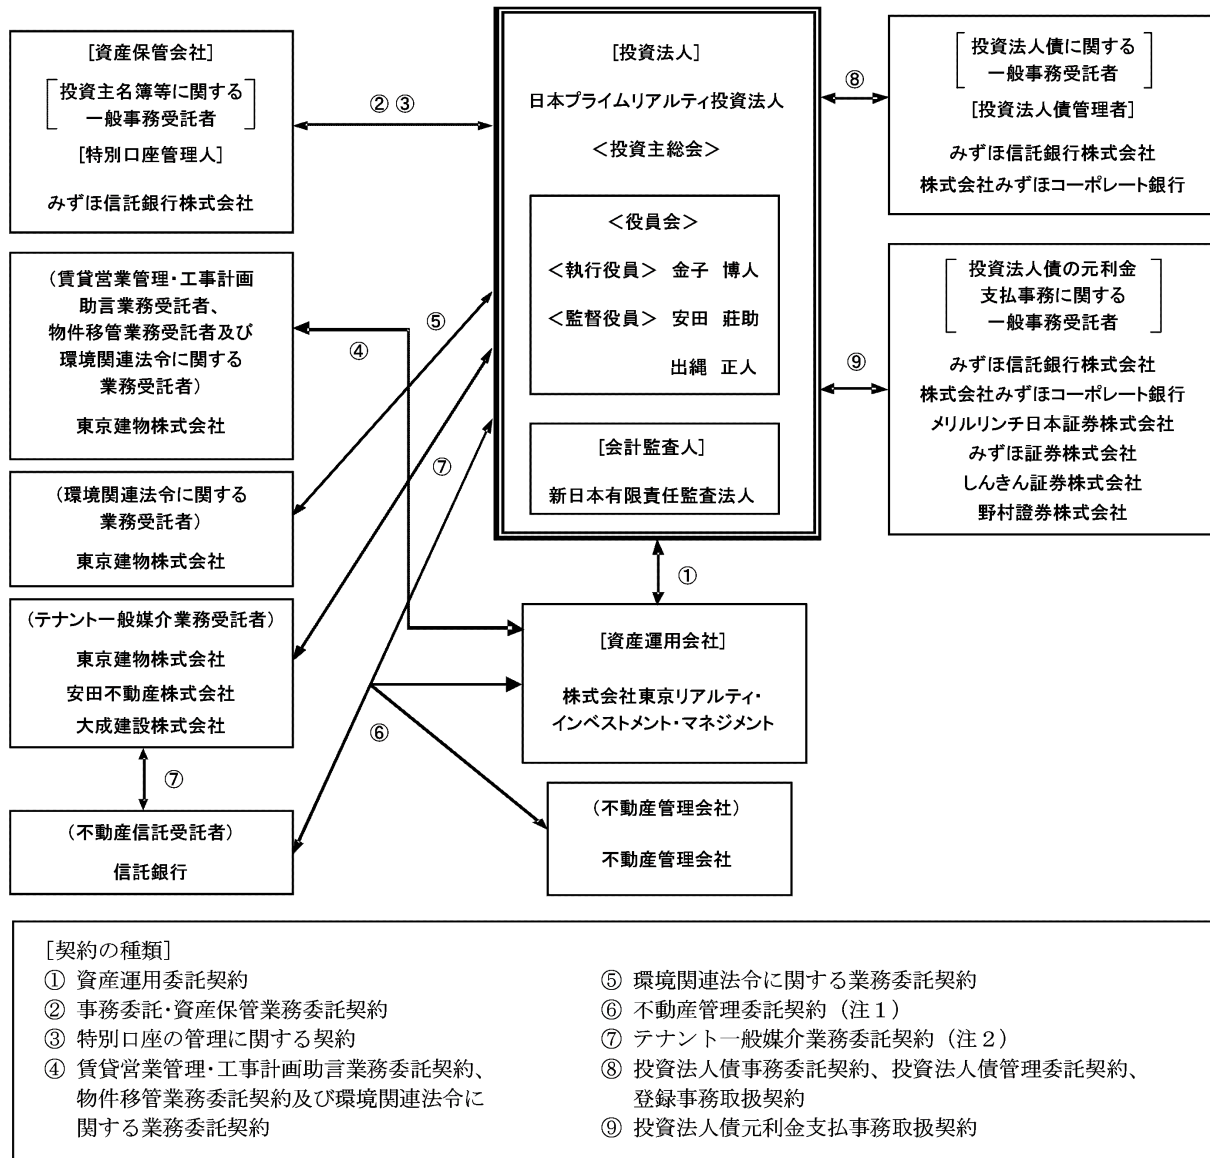 [資産保管会社]
投資主名簿等に関する
一般事務受託者
[特別口座管理人]
みずほ信託銀行株式会社
② ③
[投資法人]
日本プライムリアルティ投資法人
＜投資主総会＞
＜役員会＞
＜執行役員＞ 金子 博人
＜監督役員＞ 安田 莊助
出縄 正人
[会計監査人]
新日本有限責任監査法人
⑧
投資法人債に関する
一般事務受託者
[投資法人債管理者]
みずほ信託銀行株式会社
株式会社みずほコーポレート銀行
（賃貸営業管理・工事計画
助言業務受託者、
物件移管業務受託者及び
環境関連法令に関する
業務受託者）
東京建物株式会社
④
⑤
⑨
投資法人債の元利金
支払事務に関する
一般事務受託者
みずほ信託銀行株式会社
株式会社みずほコーポレート銀行
メリルリンチ日本証券株式会社
みずほ証券株式会社
しんきん証券株式会社
野村證券株式会社
（環境関連法令に関する
業務受託者）
東京建物株式会社
⑦
①
（テナント一般媒介業務受託者）
東京建物株式会社
安田不動産株式会社
大成建設株式会社
⑦
⑥
[資産運用会社]
株式会社東京リアルティ・
インベストメント・マネジメント
（不動産信託受託者）
信託銀行
（不動産管理会社）
不動産管理会社
[契約の種類]
① 資産運用委託契約
② 事務委託・資産保管業務委託契約
③ 特別口座の管理に関する契約
④ 賃貸営業管理・工事計画助言業務委託契約、
物件移管業務委託契約及び環境関連法令に
関する業務委託契約
⑤ 環境関連法令に関する業務委託契約
⑥ 不動産管理委託契約（注１）
⑦ テナント一般媒介業務委託契約（注２）
⑧ 投資法人債事務委託契約、投資法人債管理委託契約、
登録事務取扱契約
⑨ 投資法人債元利金支払事務取扱契約